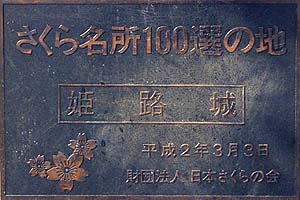 さくら名所100選の地
姫路城
平成2年3月3日
財団法人 日本さくらの会